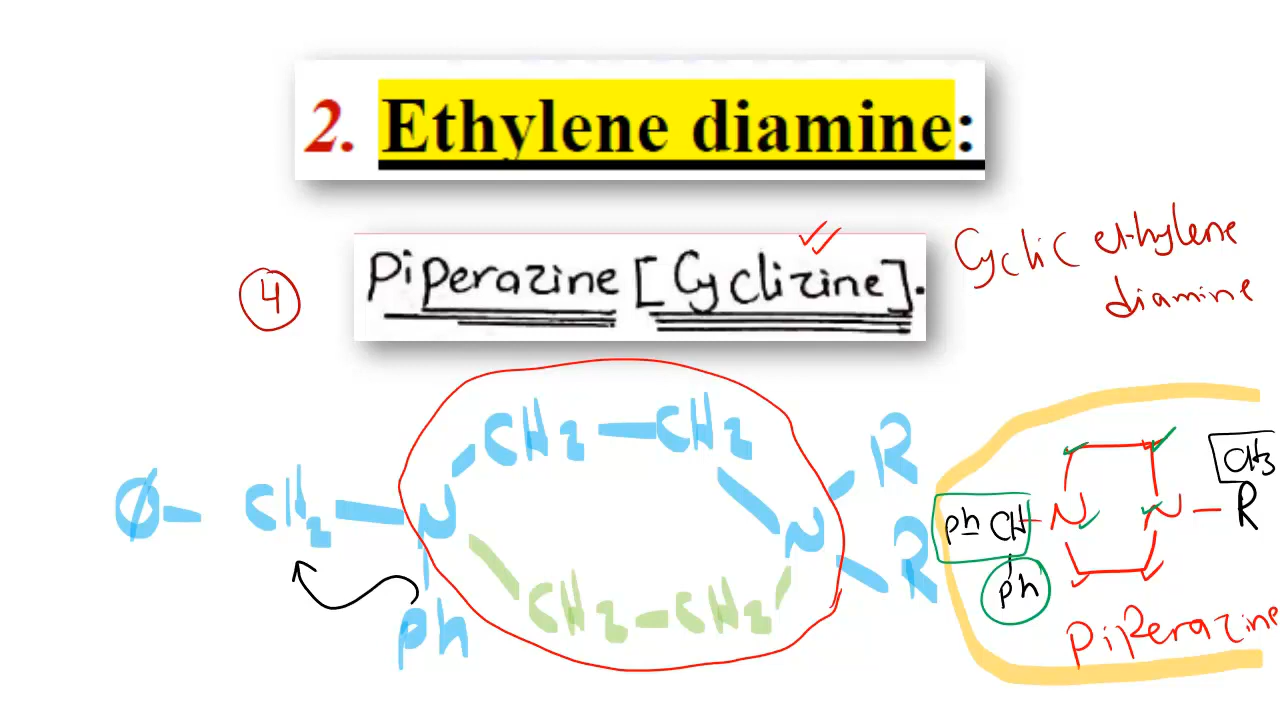 2. Ethylene diamine:
4
Piperazine [Cyclizine].
Cyclic ethylene
diamine
CH2 — CH2
R
Ø — CH2 — N
N
R
CH2 — CH2
ph
CH3
ph CH — N
N — R
ph
Piperazine